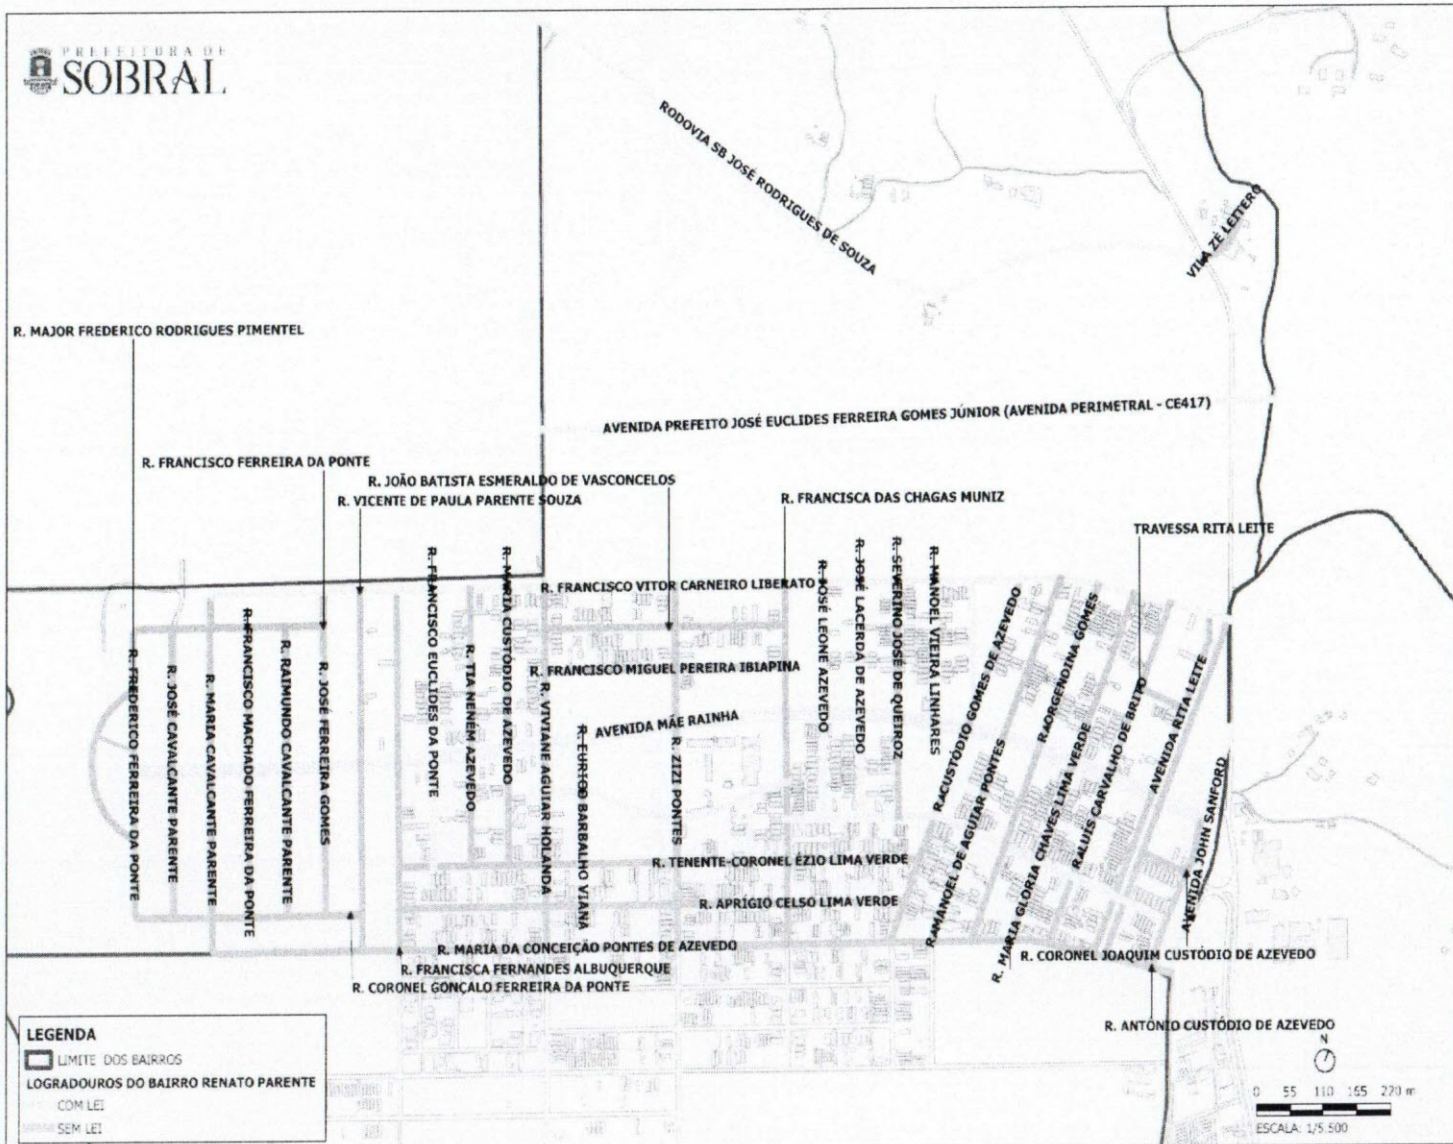 PREFEITURA DE
SOBRAL
RODOVIA SB JOSÉ RODRIGUES DE SOUZA
VILA ZÉ LEITERO
R. MAJOR FREDERICO RODRIGUES PIMENTEL
AVENIDA PREFEITO JOSÉ EUCLIDES FERREIRA GOMES JÚNIOR (AVENIDA PERIMETRAL - CE417)
R. FRANCISCO FERREIRA DA PONTE
R. JOÃO BATISTA ESMERALDO DE VASCONCELOS
R. VICENTE DE PAULA PARENTE SOUZA
R. FRANCISCA DAS CHAGAS MUNIZ
TRAVESSA RITA LEITE
R. FRANCISCO VITOR CARNEIRO LIBERATO
R. FREDERICO FERREIRA DA PONTE
R. JOSÉ CAVALCANTE PARENTE
R. MARIA CAVALCANTE PARENTE
R. FRANCISCO MACHADO FERREIRA DA PONTE
R. RAIMUNDO CAVALCANTE PARENTE
R. JOSÉ FERREIRA GOMES
R. FRANCISCO EUCLIDES DA PONTE
R. TIA NENEM AZEVEDO
R. MARIA CUSTÓDIO DE AZEVEDO
R. FRANCISCO MIGUEL PEREIRA IBIAPINA
R. VIVIANE AGUIAR HOLANDA
R. EURICO BARBALHO VIANA
AVENIDA MÃE RAINHA
R. ZIZI PONTES
R. JOSÉ LEONE AZEVEDO
R. JOSÉ LACERDA DE AZEVEDO
R. SEVERINO JOSÉ DE QUEIROZ
R. MANOEL VIEIRA LINHARES
R. CUSTÓDIO GOMES DE AZEVEDO
R. MANOEL DE AGUIAR PONTES
R. ORGENDINA GOMES
R. MARIA GLORIA CHAVES LIMA VERDE
R. LUIS CARVALHO DE BRITO
AVENIDA RITA LEITE
AVENIDA JOHN SANFORD
R. TENENTE-CORONEL ÉZIO LIMA VERDE
R. APRÍGIO CELSO LIMA VERDE
R. MARIA DA CONCEIÇÃO PONTES DE AZEVEDO
R. FRANCISCA FERNANDES ALBUQUERQUE
R. CORONEL GONÇALO FERREIRA DA PONTE
R. CORONEL JOAQUIM CUSTÓDIO DE AZEVEDO
R. ANTÔNIO CUSTÓDIO DE AZEVEDO
LEGENDA
LIMITE DOS BAIRROS
LOGRADOUROS DO BAIRRO RENATO PARENTE
COM LEI
SEM LEI
N
0 55 110 165 220 m
ESCALA: 1/5.500